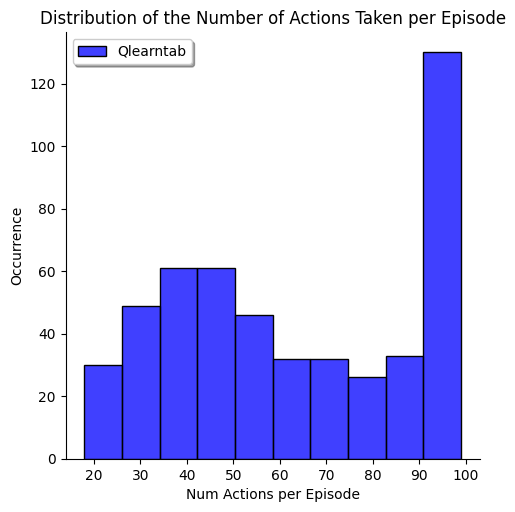 Distribution of the Number of Actions Taken per Episode
Qlearntab
Occurrence
120
100
80
60
40
20
0
20 30 40 50 60 70 80 90 100
Num Actions per Episode